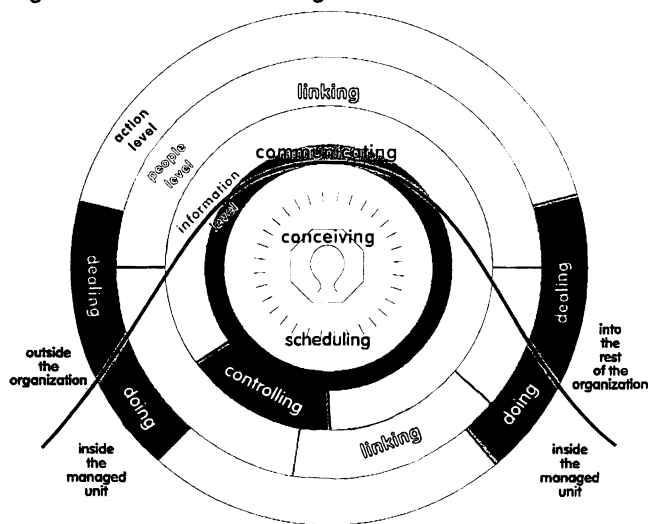 linking
action
level
people
level
communicating
information
level
conceiving
scheduling
dealing
dealing
outside
the
organization
into
the
rest
of the
organization
controlling
doing
doing
linking
inside
the
managed
unit
inside
the
managed
unit